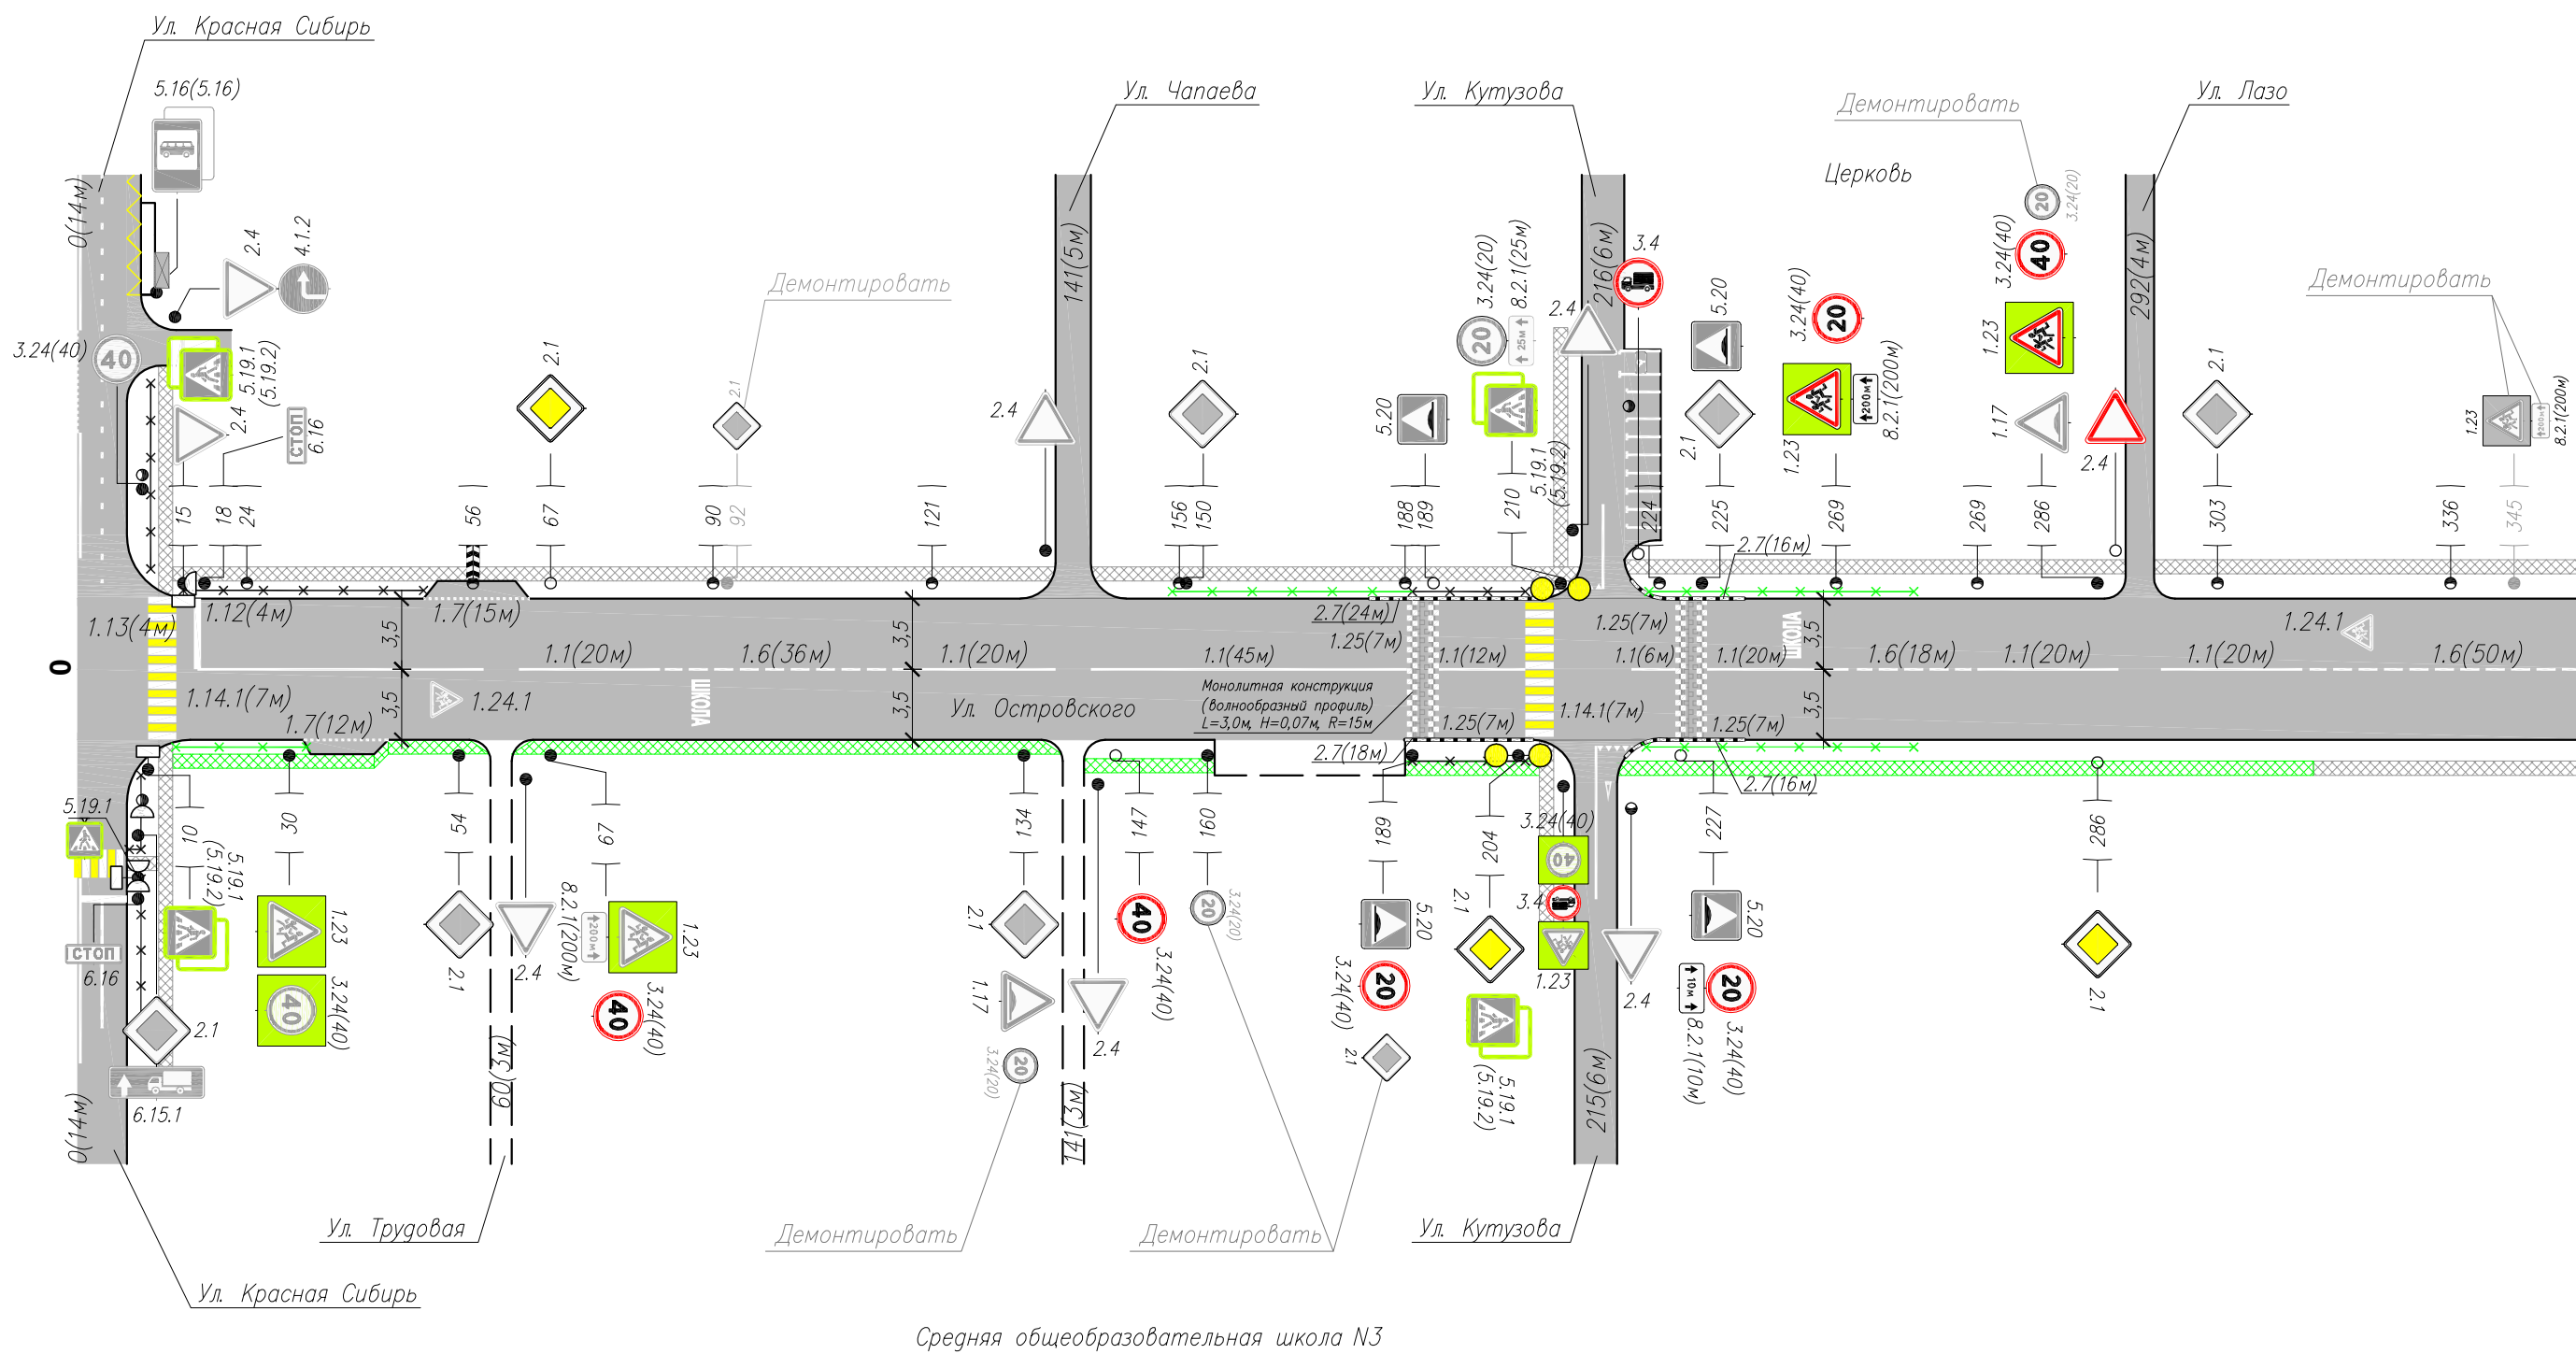 Ул. Красная Сибирь
5.16(5.16)
Ул. Чапаева
Ул. Кутузова
Демонтировать
Ул. Лазо
Церковь
0(14м)
2.4
4.1.2
3.24(40)
40
5.19.1
(5.19.2)
2.4
СТОП
6.16
2.1
Демонтировать
2.1
141(5м)
2.4
2.1
5.20
3.24(20)
20
8.2.1(25м)
25м
5.19.1
(5.19.2)
2.4
216(6м)
3.4
5.20
2.1
3.24(40)
20
1.23
200м
8.2.1(200м)
20
3.24(20)
3.24(40)
40
1.23
1.17
2.4
292(4м)
2.1
Демонтировать
1.23
200м
8.2.1(200м)
15
18
24
56
67
90
92
121
156
150
188
189
210
224
225
269
269
286
303
336
345
2.7(16м)
1.13(4м)
1.12(4м)
3,5
1.7(15м)
3,5
2.7(24м)
1.25(7м)
1.25(7м)
ШКОЛА
3,5
1.24.1
0
1.1(20м)
1.6(36м)
1.1(20м)
1.1(45м)
1.1(12м)
1.1(6м)
1.1(20м)
1.6(18м)
1.1(20м)
1.1(20м)
1.6(50м)
1.14.1(7м)
1.7(12м)
3,5
1.24.1
ШКОЛА
3,5
Ул. Островского
Монолитная конструкция
(волнообразный профиль)
L=3,0м, H=0,07м, R=15м
1.25(7м)
1.14.1(7м)
1.25(7м)
3,5
2.7(18м)
2.7(16м)
5.19.1
10
30
54
67
134
147
160
189
204
227
286
5.19.1
(5.19.2)
1.23
3.24(40)
40
СТОП
6.16
2.1
6.15.1
0(14м)
2.1
2.4
60(3м)
8.2.1(200м)
200м
1.23
3.24(40)
40
2.1
1.17
3.24(20)
20
2.4
141(3м)
40
3.24(40)
20
3.24(20)
5.20
20
3.24(40)
2.1
2.1
5.19.1
(5.19.2)
3.24(40)
40
3.4
1.23
2.4
215(6м)
5.20
110м
8.2.1(10м)
20
3.24(40)
2.1
Ул. Трудовая
Демонтировать
Демонтировать
Ул. Кутузова
Ул. Красная Сибирь
Средняя общеобразовательная школа N3